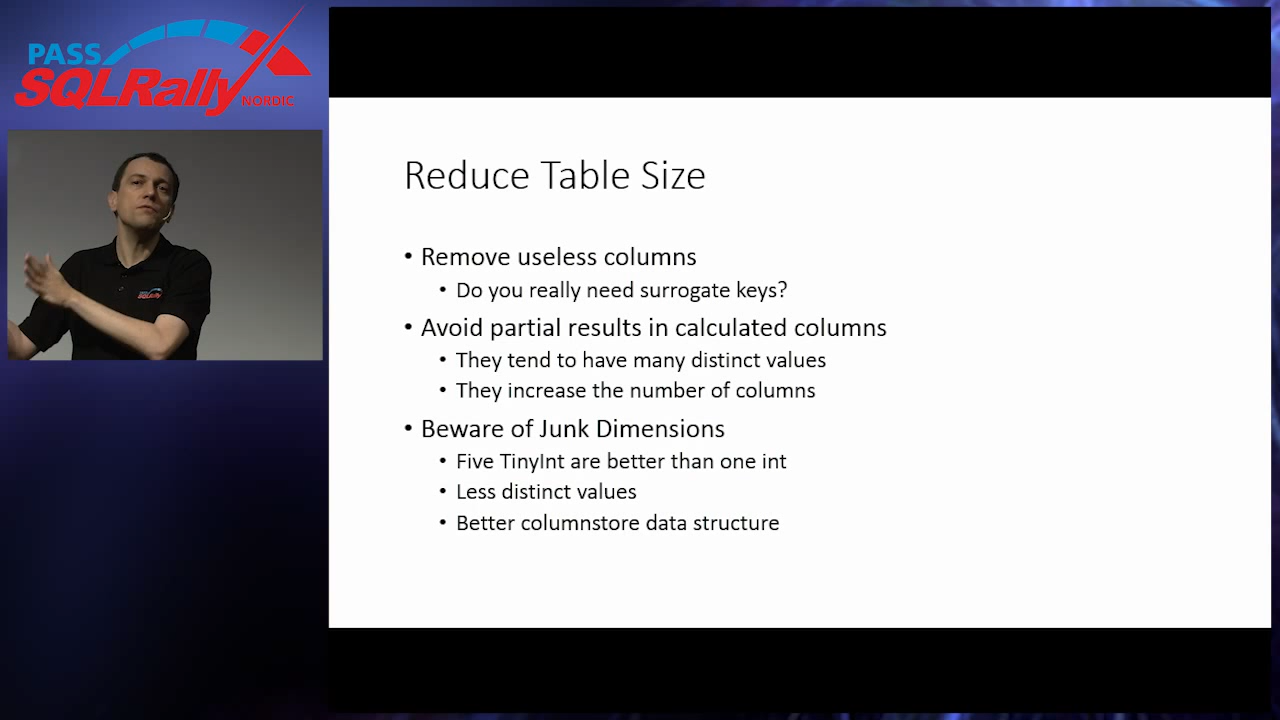 PASS
SQLRally
NORDIC
SQLRally
Reduce Table Size
• Remove useless columns
• Do you really need surrogate keys?
• Avoid partial results in calculated columns
• They tend to have many distinct values
• They increase the number of columns
• Beware of Junk Dimensions
• Five TinyInt are better than one int
• Less distinct values
• Better columnstore data structure